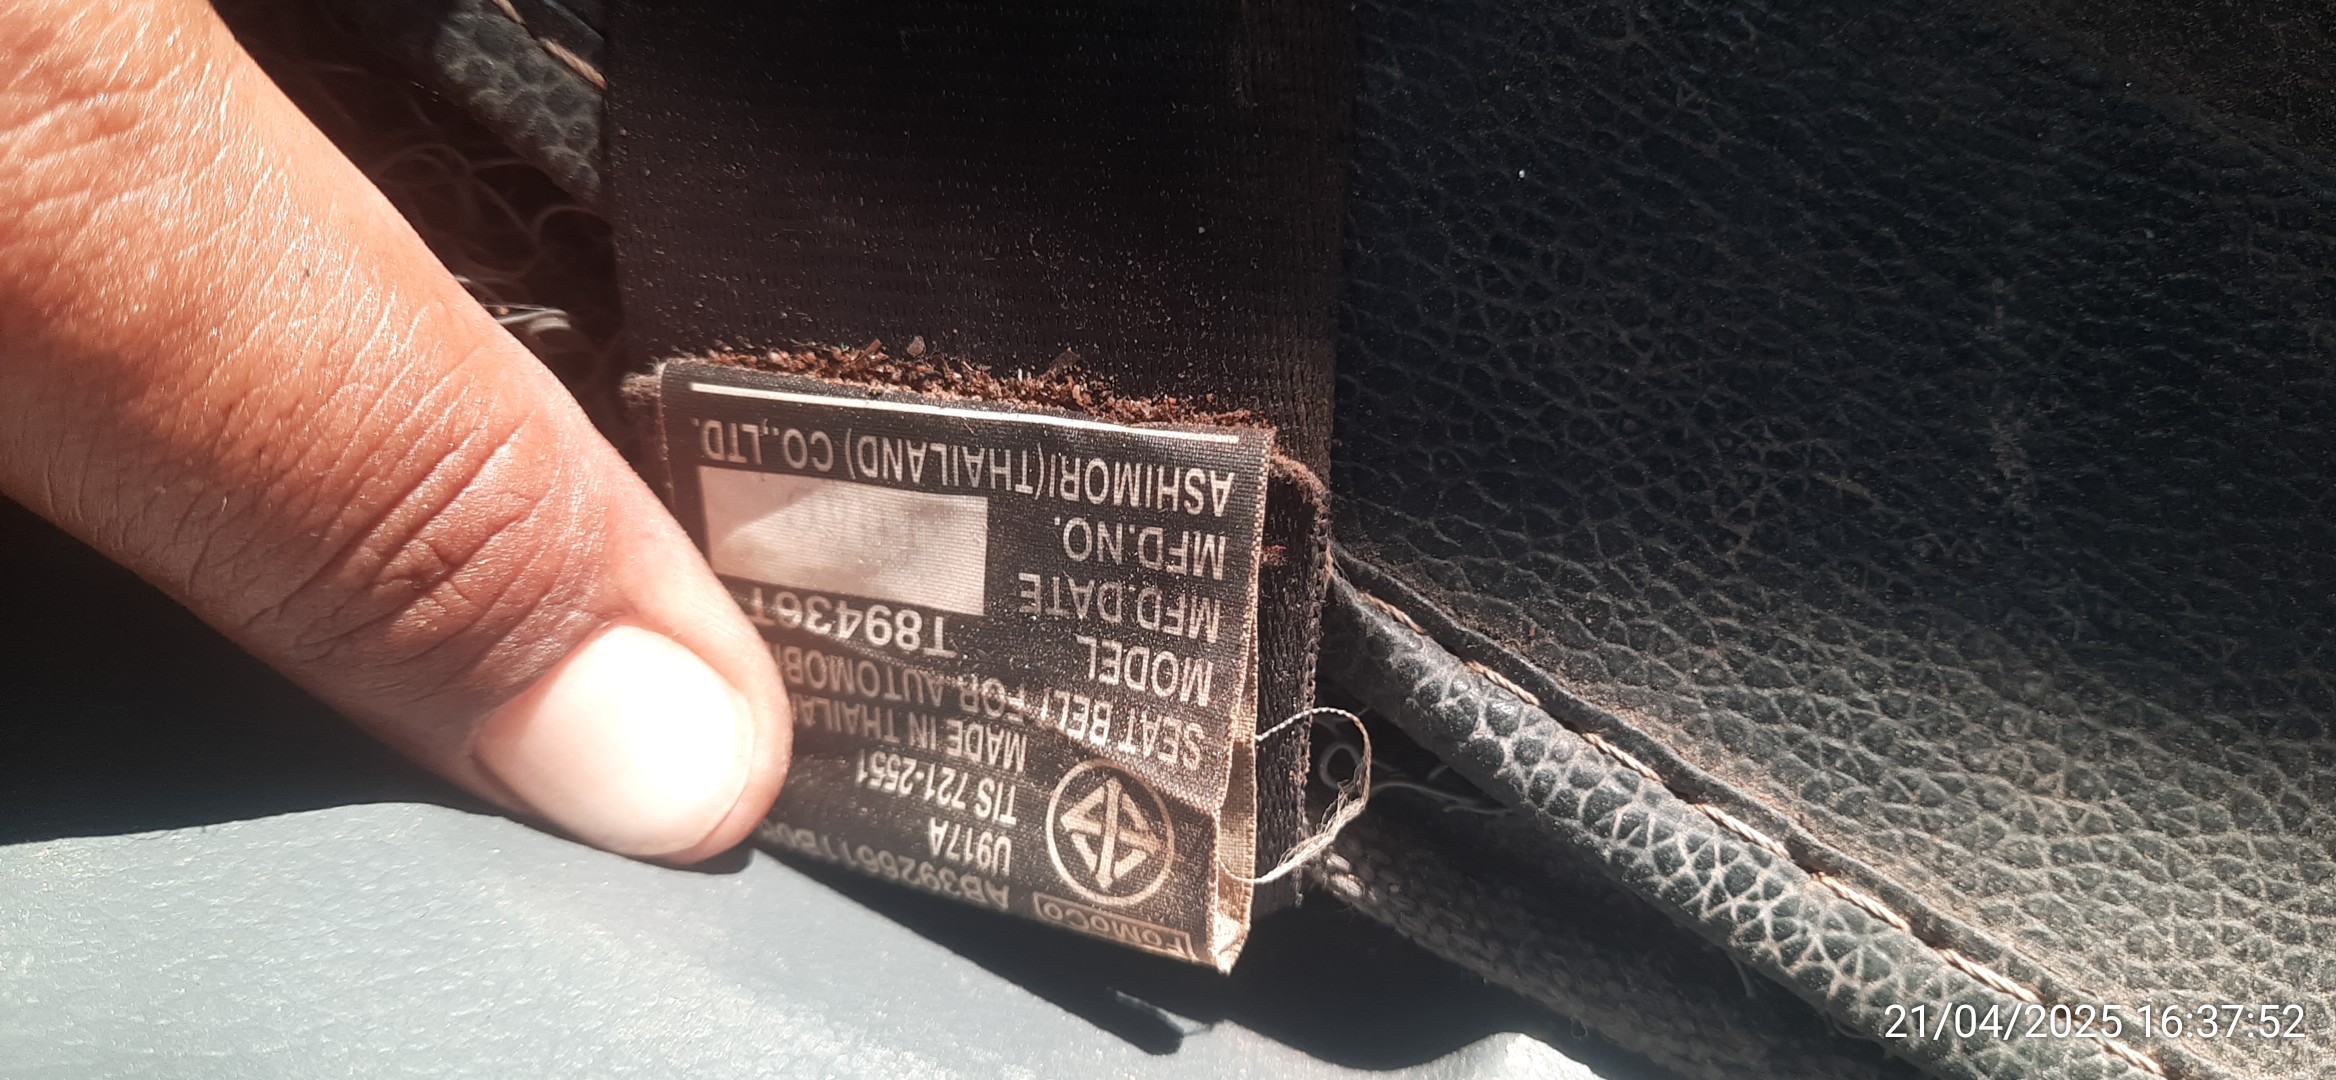 FoMoCo AB3926611B0
U917A
TIS 721-2551
MADE IN THAILA
SEAT BELT FOR AUTOMOBI
MODEL T89436T
MFD.DATE
MFD.NO.
ASHIMORI(THAILAND) CO.,LTD.
21/04/2025 16:37:52